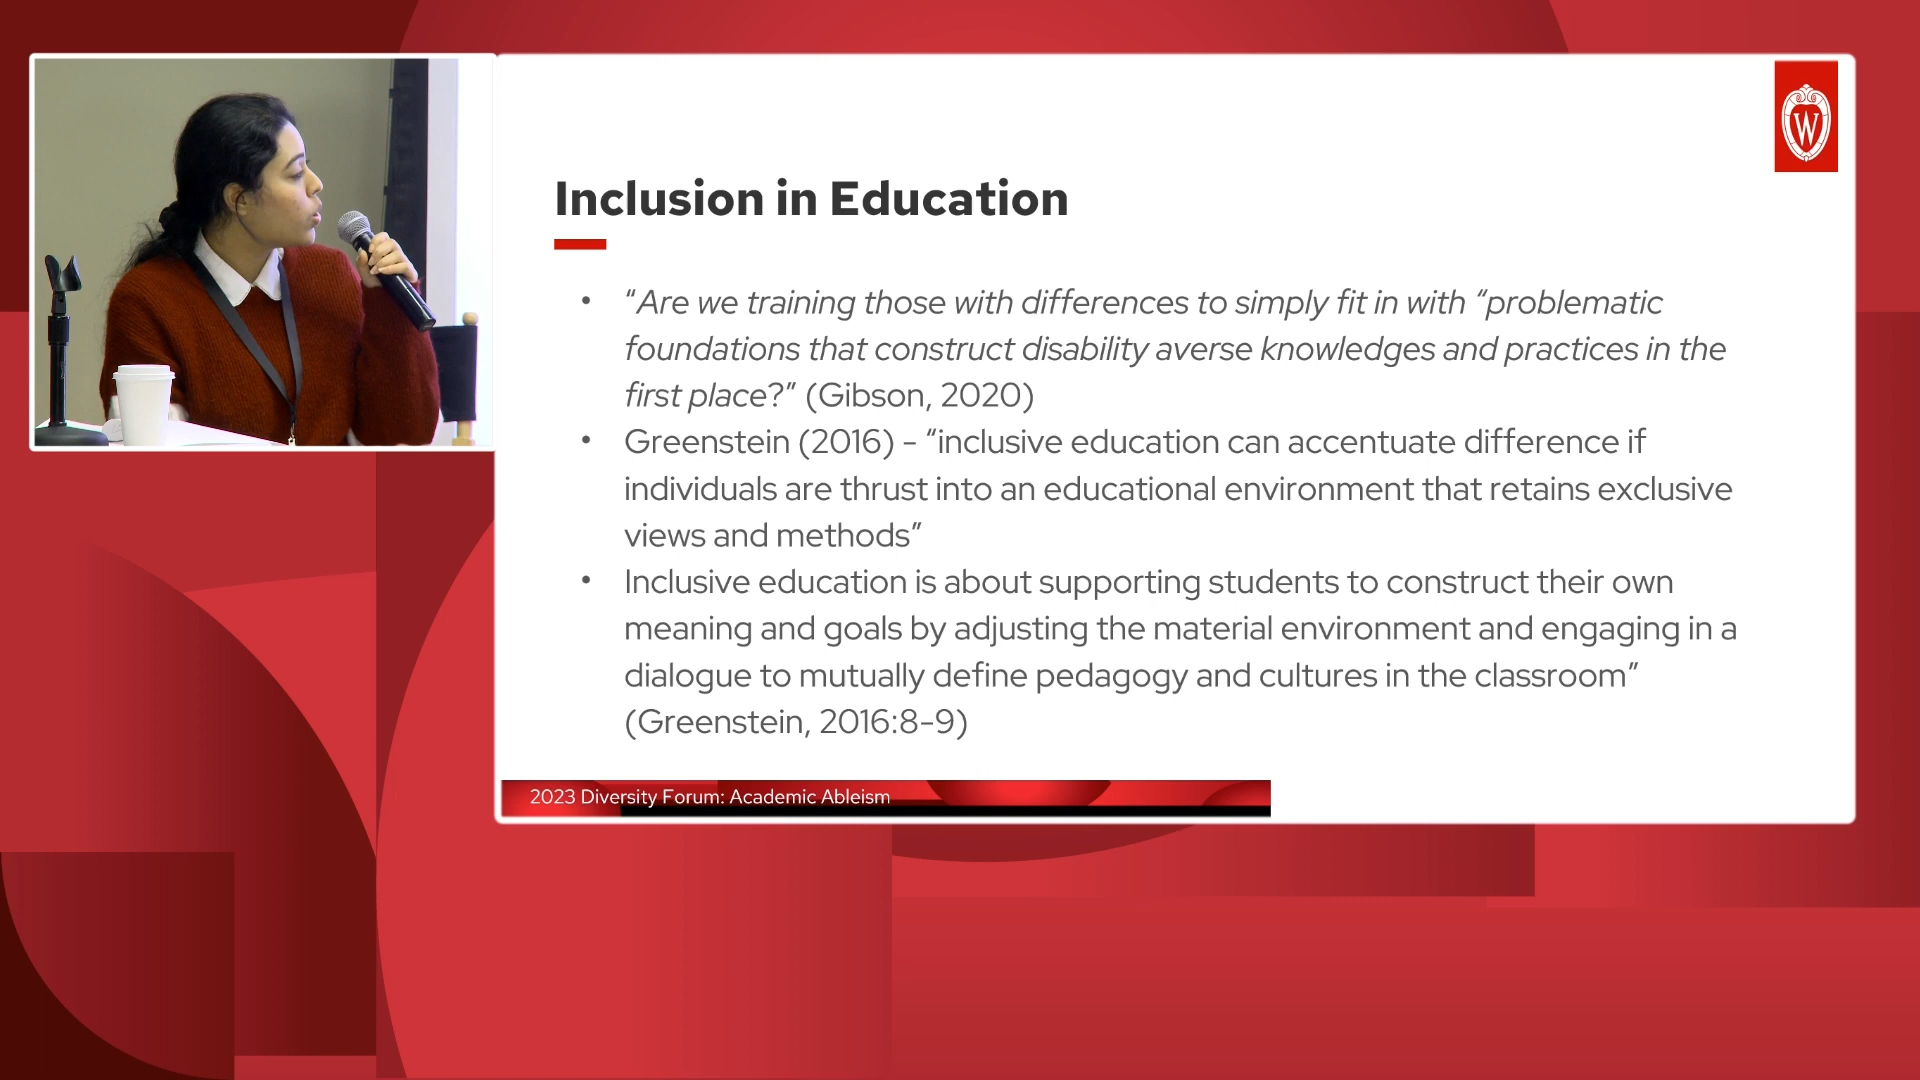 W
Inclusion in Education
• “Are we training those with differences to simply fit in with “problematic
foundations that construct disability averse knowledges and practices in the
first place?” (Gibson, 2020)
• Greenstein (2016) - “inclusive education can accentuate difference if
individuals are thrust into an educational environment that retains exclusive
views and methods”
• Inclusive education is about supporting students to construct their own
meaning and goals by adjusting the material environment and engaging in a
dialogue to mutually define pedagogy and cultures in the classroom”
(Greenstein, 2016:8-9)
2023 Diversity Forum: Academic Ableism